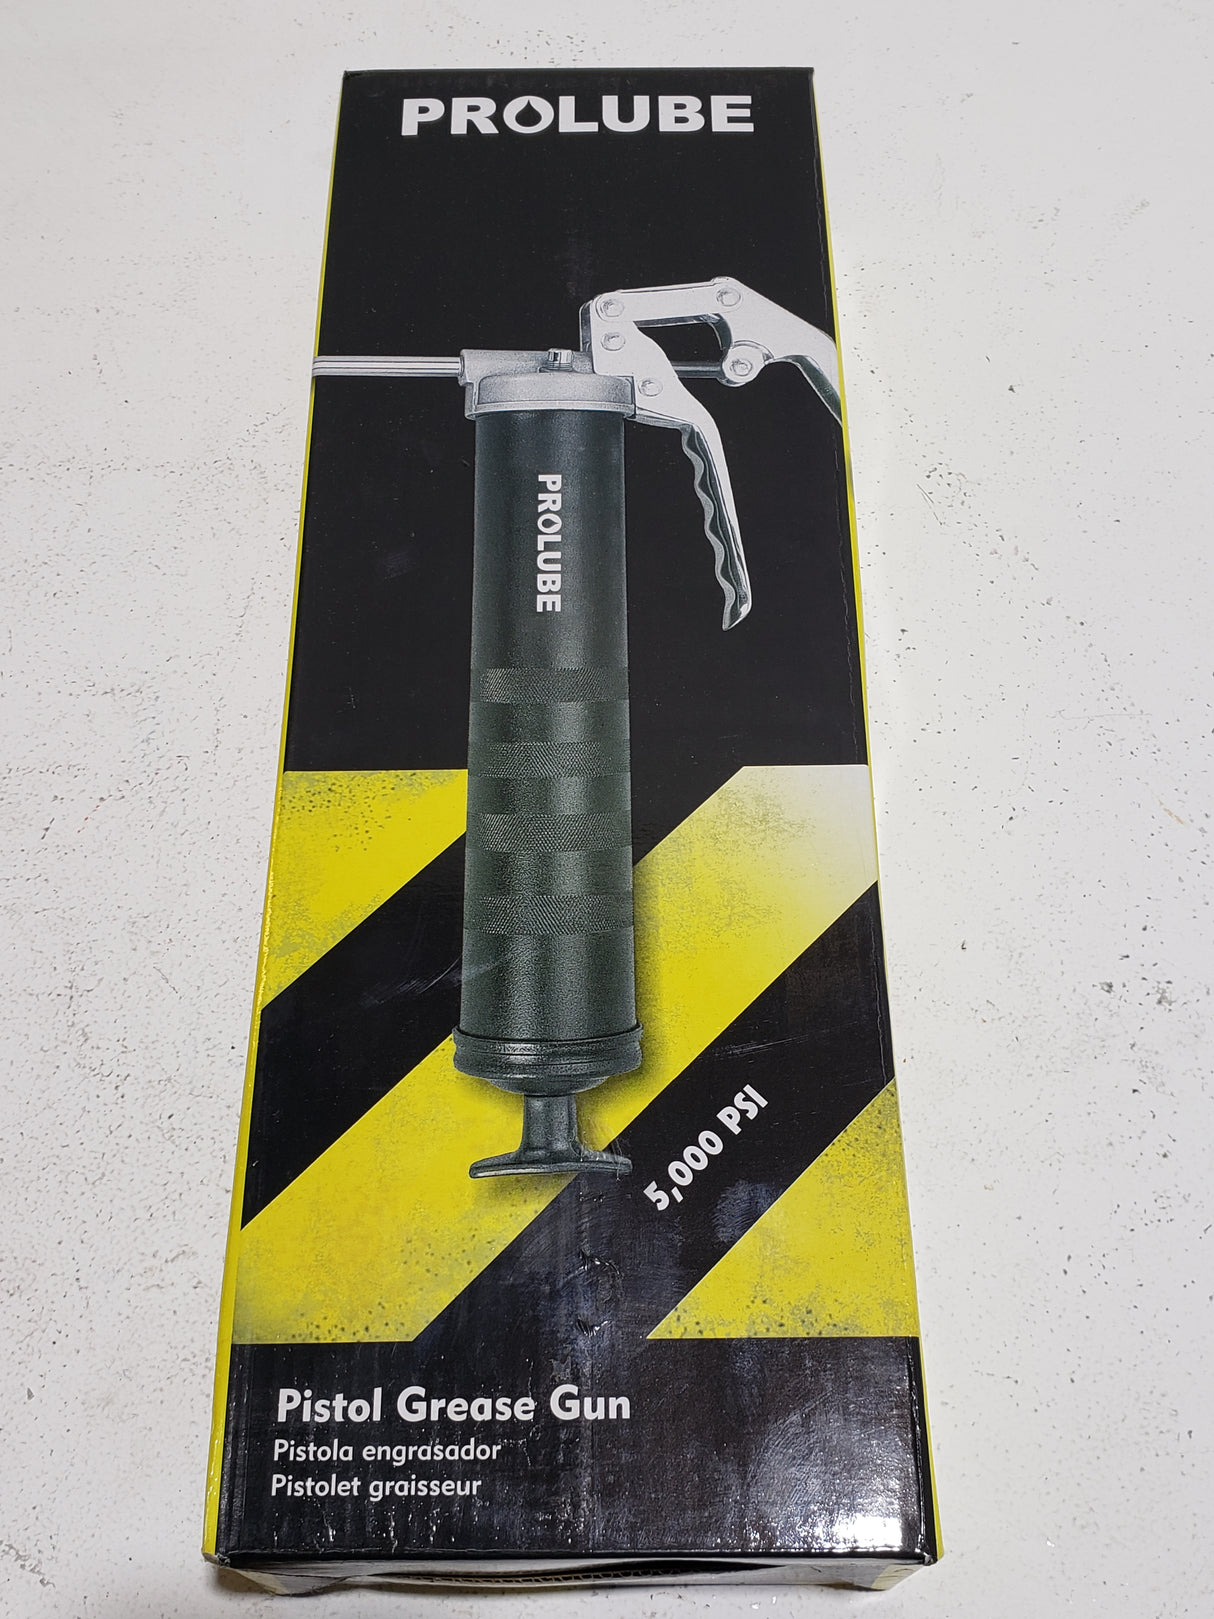 PROLUBE
PROLUBE
5,000 PSI
Pistol Grease Gun
Pistola engrasador
Pistolet graisseur